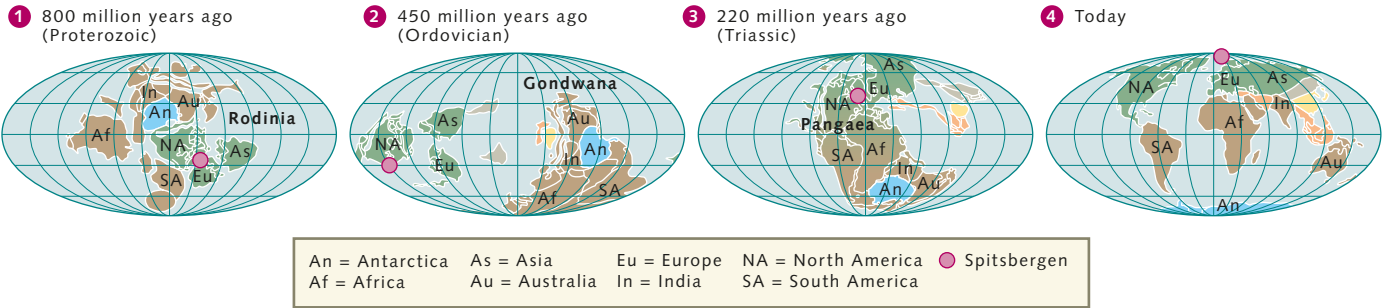 1 800 million years ago
(Proterozoic)
In
Au
An
Rodinia
Af
NA
As
SA
Eu
2 450 million years ago
(Ordovician)
Gondwana
As
Au
NA
An
Eu
In
Af
SA
3 220 million years ago
(Triassic)
As
Eu
NA
Pangaea
SA
Af
In
An
Au
4 Today
Eu
As
NA
In
Af
SA
Au
An
An = Antarctica As = Asia Eu = Europe NA = North America Spitsbergen
Af = Africa Au = Australia In = India SA = South America